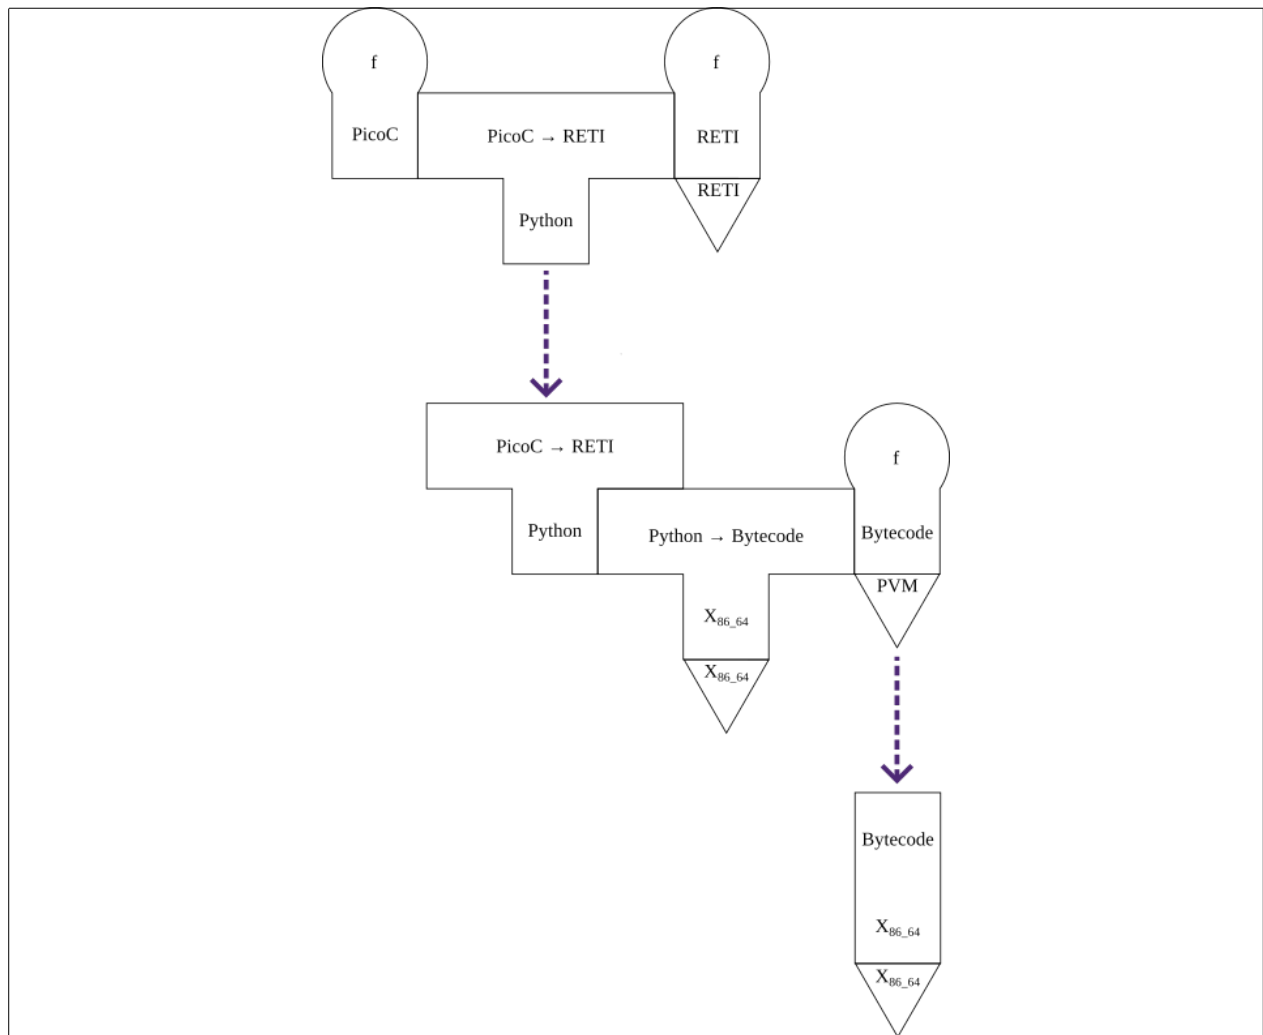 f
f
PicoC
PicoC → RETI
RETI
RETI
Python
PicoC → RETI
f
Python
Python → Bytecode
Bytecode
PVM
X86_64
X86_64
Bytecode
X86_64
X86_64